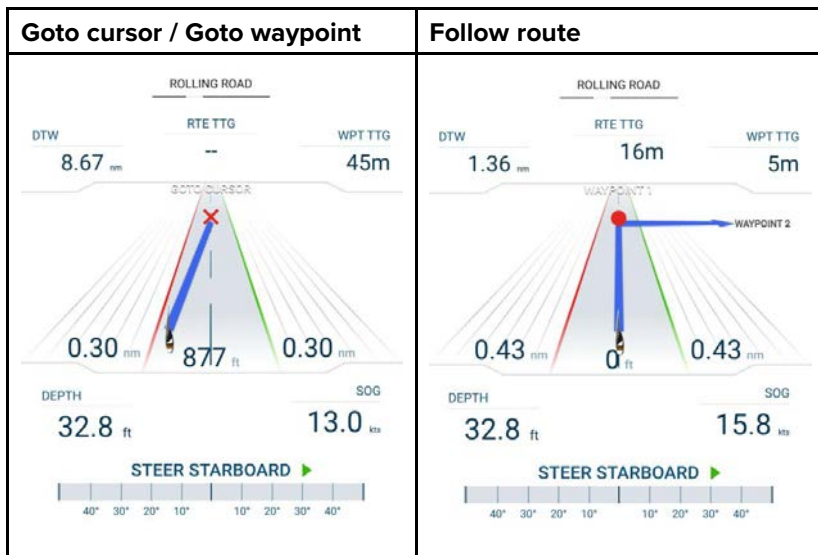 Goto cursor / Goto waypoint
ROLLING ROAD
RTE TTG
DTW
WPT TTG
8.67 nm
--
45m
GOTO CURSOR
0.30 nm
877 ft
0.30 nm
DEPTH
SOG
32.8 ft
13.0 kts
STEER STARBOARD
40° 30° 20° 10° 10° 20° 30° 40°
Follow route
ROLLING ROAD
RTE TTG
DTW
WPT TTG
1.36 nm
16m
5m
WAYPOINT 1
WAYPOINT 2
0.43 nm
0 ft
0.43 nm
DEPTH
SOG
32.8 ft
15.8 kts
STEER STARBOARD
40° 30° 20° 10° 10° 20° 30° 40°